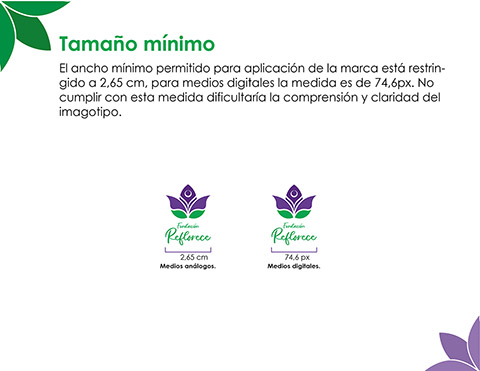 Tamaño mínimo
El ancho mínimo permitido para aplicación de la marca está restrin-
gido a 2,65 cm, para medios digitales la medida es de 74,6px. No
cumplir con esta medida dificultaría la comprensión y claridad del
imagotipo.
Fundación
Reflorece
2,65 cm
Medios análogos.
Fundación
Reflorece
74,6 px
Medios digitales.